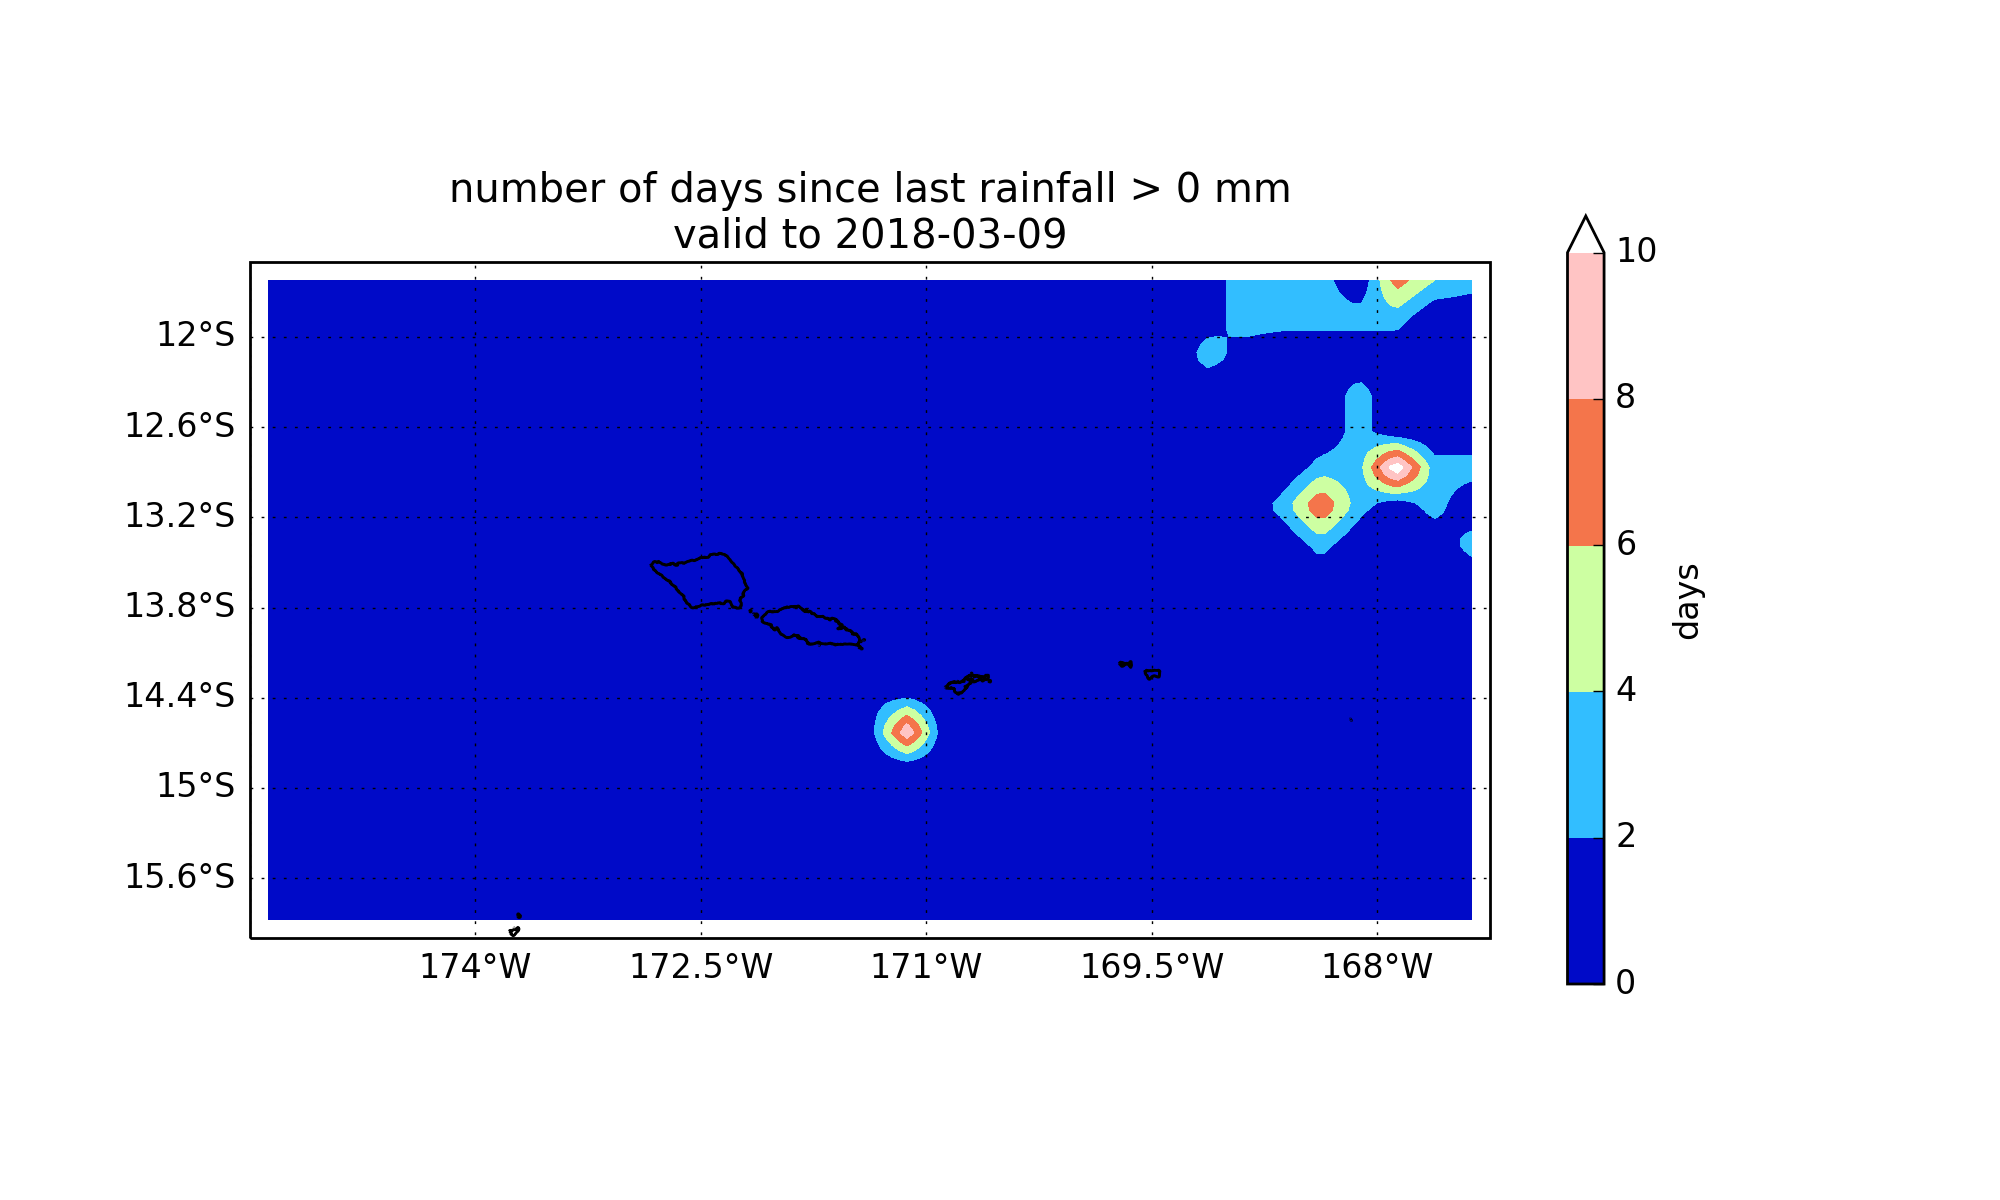 number of days since last rainfall > 0 mm
valid to 2018-03-09
10
8
6
4
2
0
days
12°S
12.6°S
13.2°S
13.8°S
14.4°S
15°S
15.6°S
174°W 172.5°W 171°W 169.5°W 168°W